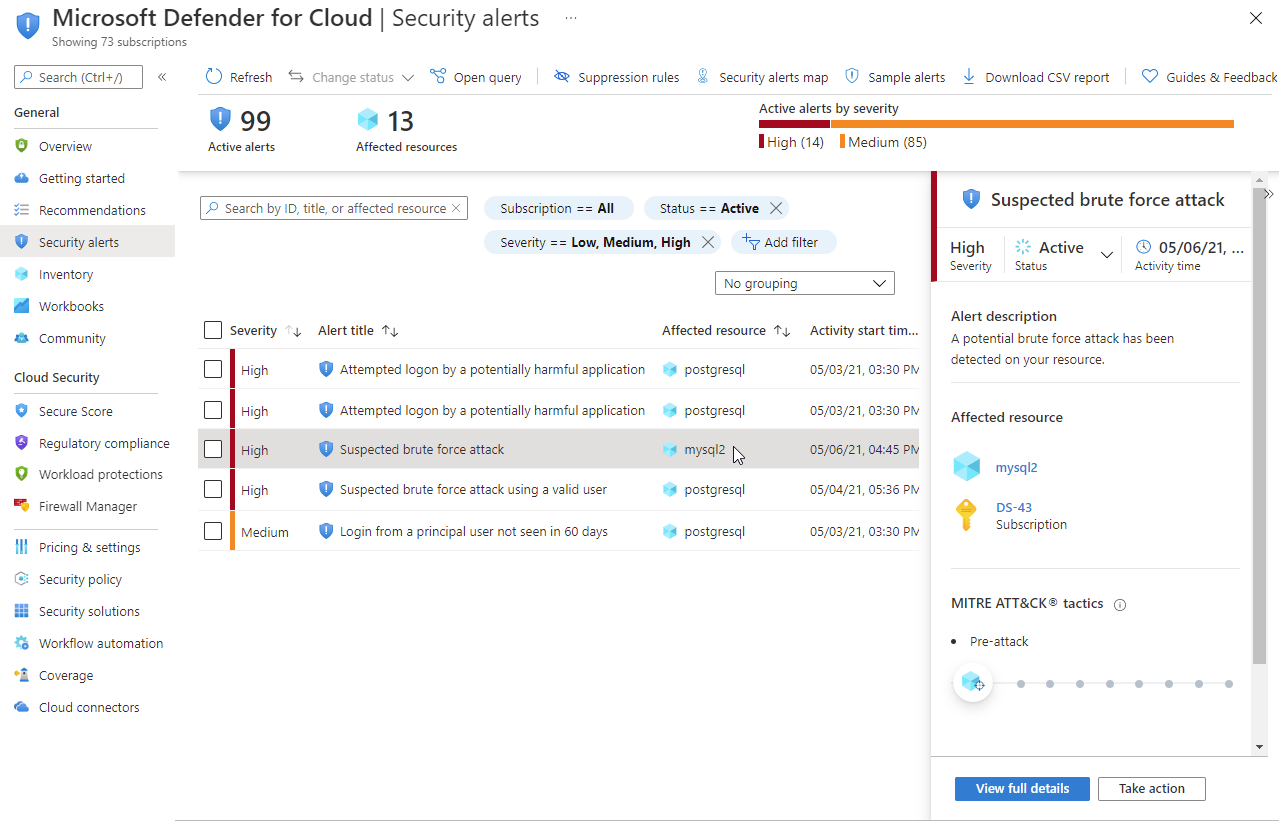 Microsoft Defender for Cloud | Security alerts ...
Showing 73 subscriptions
Search (Ctrl+/) «
Refresh Change status Open query Suppression rules Security alerts map Sample alerts Download CSV report Guides & Feedback
General
Overview
Getting started
Recommendations
Security alerts
Inventory
Workbooks
Community
Cloud Security
Secure Score
Regulatory compliance
Workload protections
Firewall Manager
Pricing & settings
Security policy
Security solutions
Workflow automation
Coverage
Cloud connectors
99
Active alerts
13
Affected resources
Active alerts by severity
High (14) Medium (85)
Search by ID, title, or affected resource
Subscription == All
Status == Active
Severity == Low, Medium, High
Add filter
No grouping
Severity Alert title Affected resource Activity start tim...
High Attempted logon by a potentially harmful application postgresql 05/03/21, 03:30 PM
High Attempted logon by a potentially harmful application postgresql 05/03/21, 03:30 PM
High Suspected brute force attack mysql2 05/06/21, 04:45 PM
High Suspected brute force attack using a valid user postgresql 05/04/21, 05:36 PM
Medium Login from a principal user not seen in 60 days postgresql 05/03/21, 03:30 PM
»
Suspected brute force attack
High Active 05/06/21, ...
Severity Status Activity time
Alert description
A potential brute force attack has been
detected on your resource.
Affected resource
mysql2
DS-43
Subscription
MITRE ATT&CK® tactics
• Pre-attack
View full details Take action